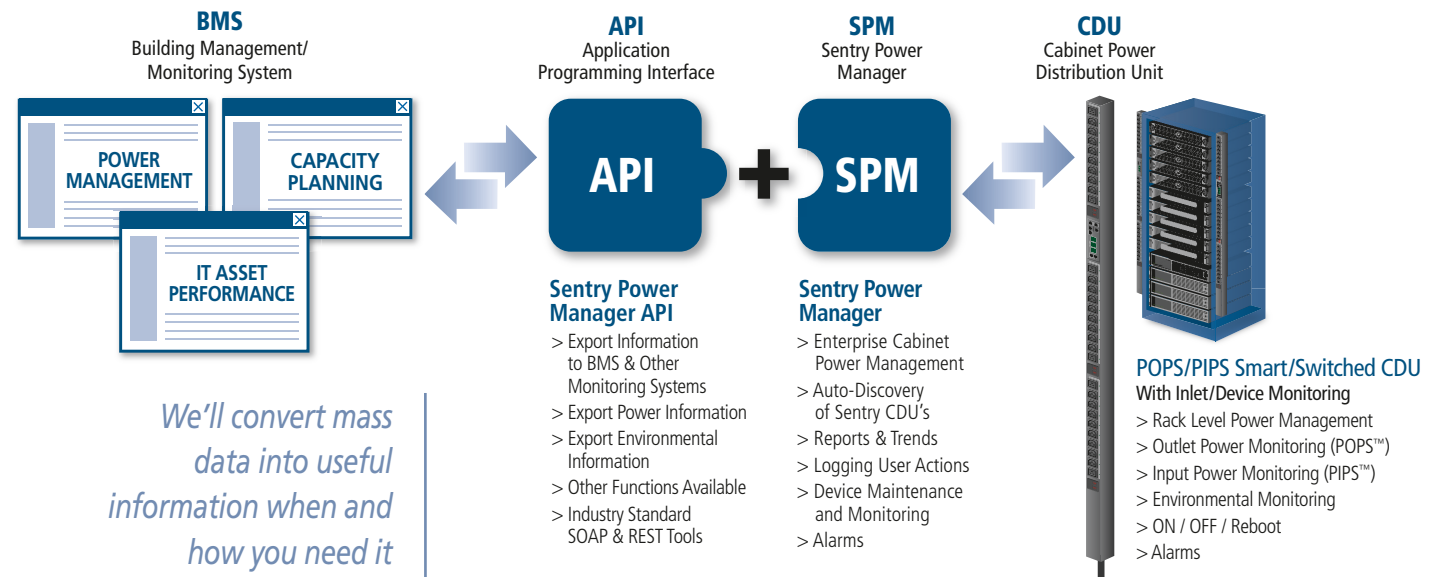 BMS
Building Management/
Monitoring System
POWER
MANAGEMENT
CAPACITY
PLANNING
IT ASSET
PERFORMANCE
We’ll convert mass
data into useful
information when and
how you need it
API
Application
Programming Interface
API
Sentry Power
Manager API
> Export Information
to BMS & Other
Monitoring Systems
> Export Power Information
> Export Environmental
Information
> Other Functions Available
> Industry Standard
SOAP & REST Tools
SPM
Sentry Power
Manager
SPM
Sentry Power
Manager
> Enterprise Cabinet
Power Management
> Auto-Discovery
of Sentry CDU’s
> Reports & Trends
> Logging User Actions
> Device Maintenance
and Monitoring
> Alarms
CDU
Cabinet Power
Distribution Unit
POPS/PIPS Smart/Switched CDU
With Inlet/Device Monitoring
> Rack Level Power Management
> Outlet Power Monitoring (POPS™)
> Input Power Monitoring (PIPS™)
> Environmental Monitoring
> ON / OFF / Reboot
> Alarms